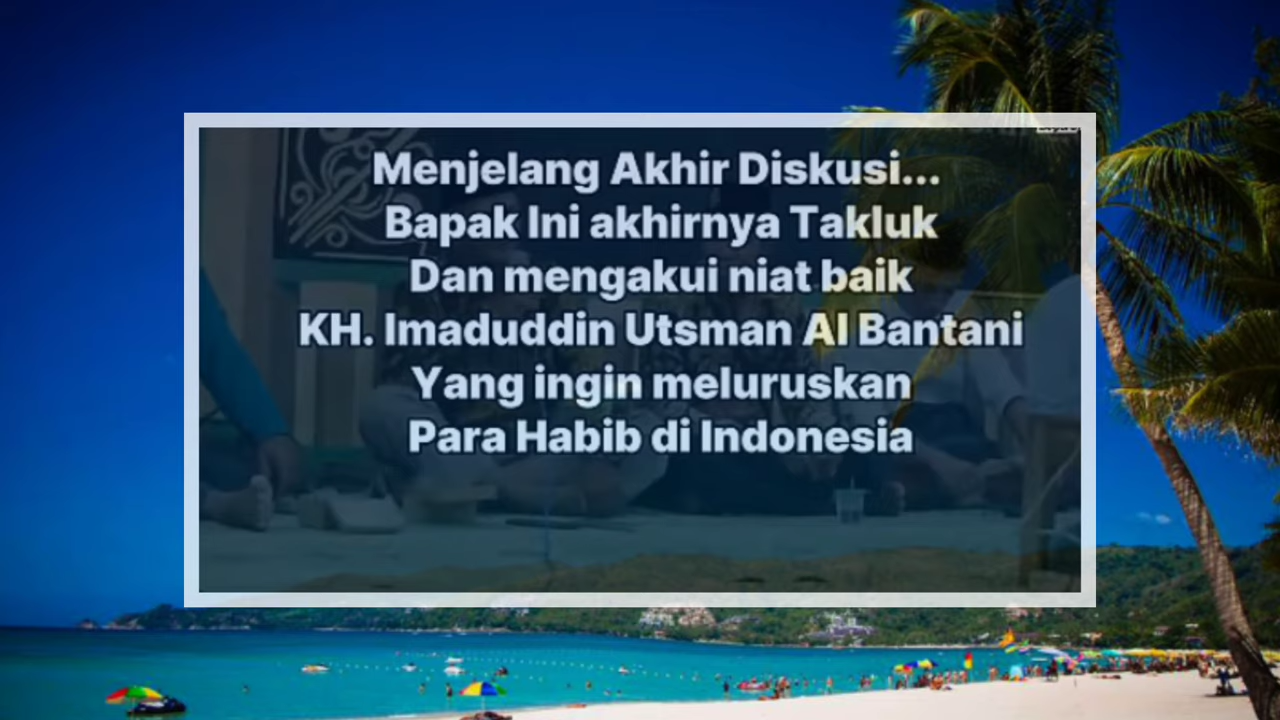 Menjelang Akhir Diskusi...
Bapak Ini akhirnya Takluk
Dan mengakui niat baik
KH. Imaduddin Utsman Al Bantani
Yang ingin meluruskan
Para Habib di Indonesia